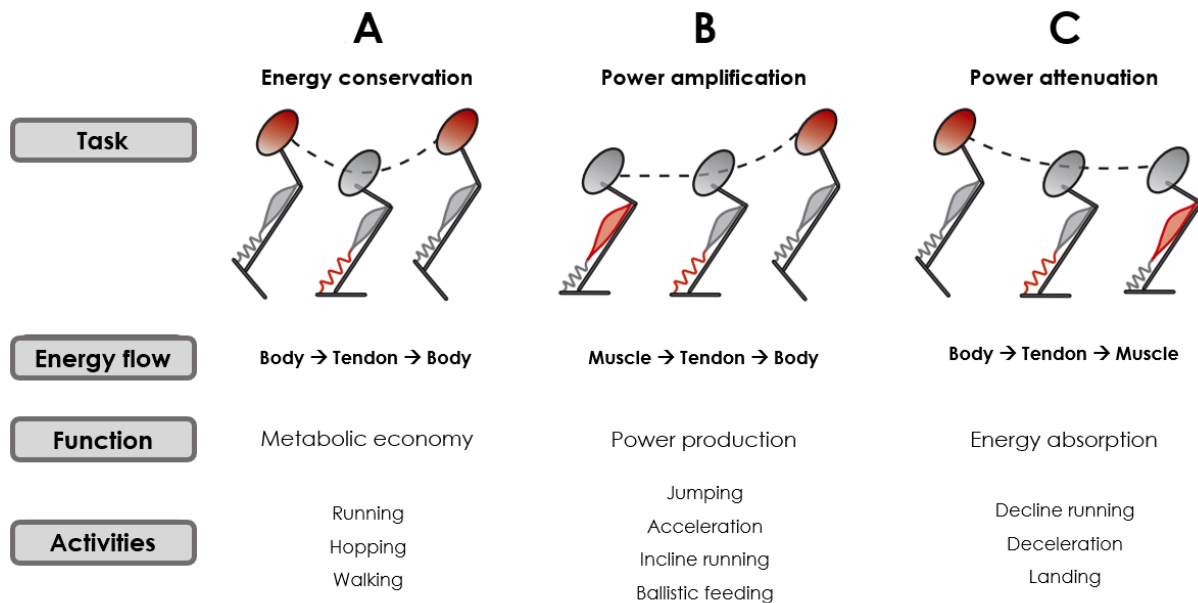 A
B
C
Energy conservation
Power amplification
Power attenuation
Task
Energy flow
Body → Tendon → Body
Muscle → Tendon → Body
Body → Tendon → Muscle
Function
Metabolic economy
Power production
Energy absorption
Activities
Running
Hopping
Walking
Jumping
Acceleration
Incline running
Ballistic feeding
Decline running
Deceleration
Landing